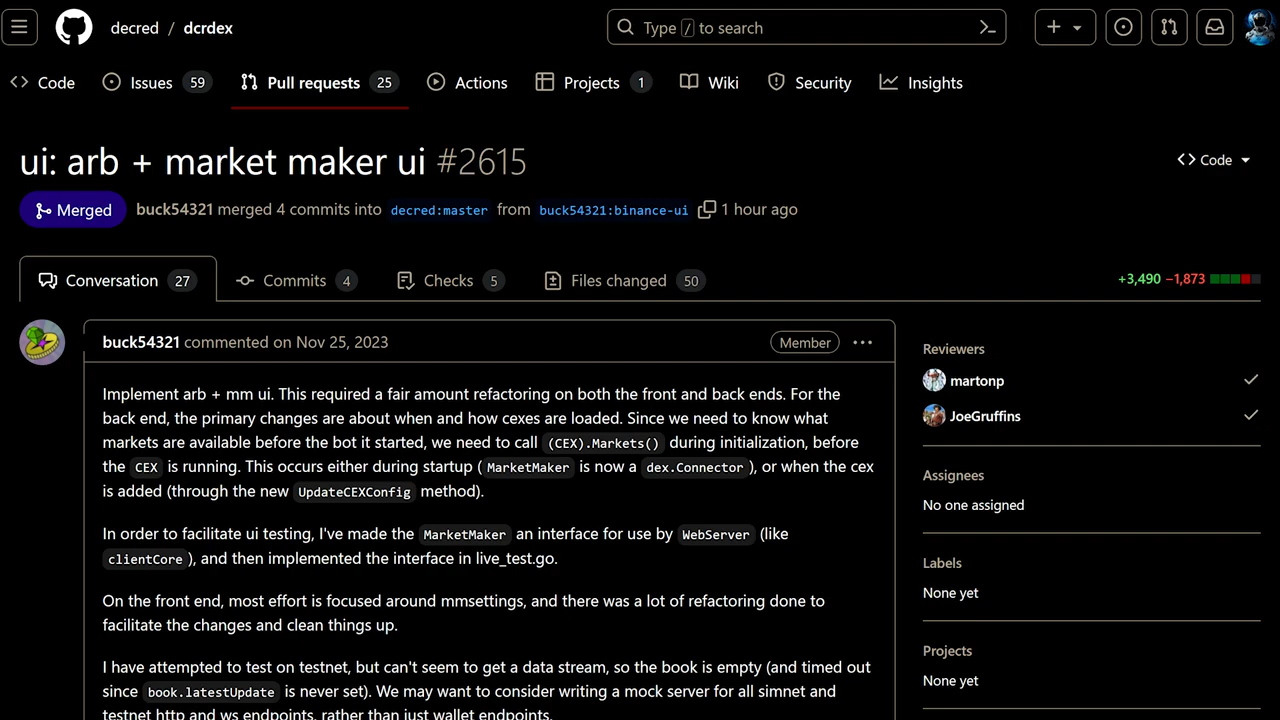 decred / dcrdex
Type / to search
Code
Issues 59
Pull requests 25
Actions
Projects 1
Wiki
Security
Insights
ui: arb + market maker ui #2615
Code
Merged
buck54321 merged 4 commits into decred:master from buck54321:binance-ui 1 hour ago
Conversation 27
Commits 4
Checks 5
Files changed 50
+3,490 −1,873
buck54321 commented on Nov 25, 2023
Member
Implement arb + mm ui. This required a fair amount refactoring on both the front and back ends. For the
back end, the primary changes are about when and how cexes are loaded. Since we need to know what
markets are available before the bot it started, we need to call (CEX).Markets() during initialization, before
the CEX is running. This occurs either during startup ( MarketMaker is now a dex.Connector ), or when the cex
is added (through the new UpdateCEXConfig method).
In order to facilitate ui testing, I've made the MarketMaker an interface for use by WebServer (like
clientCore ), and then implemented the interface in live_test.go.
On the front end, most effort is focused around mmsettings, and there was a lot of refactoring done to
facilitate the changes and clean things up.
I have attempted to test on testnet, but can't seem to get a data stream, so the book is empty (and timed out
since book.latestUpdate is never set). We may want to consider writing a mock server for all simnet and
testnet http and ws endpoints, rather than just wallet endpoints.
Reviewers
martonp
JoeGruffins
Assignees
No one assigned
Labels
None yet
Projects
None yet